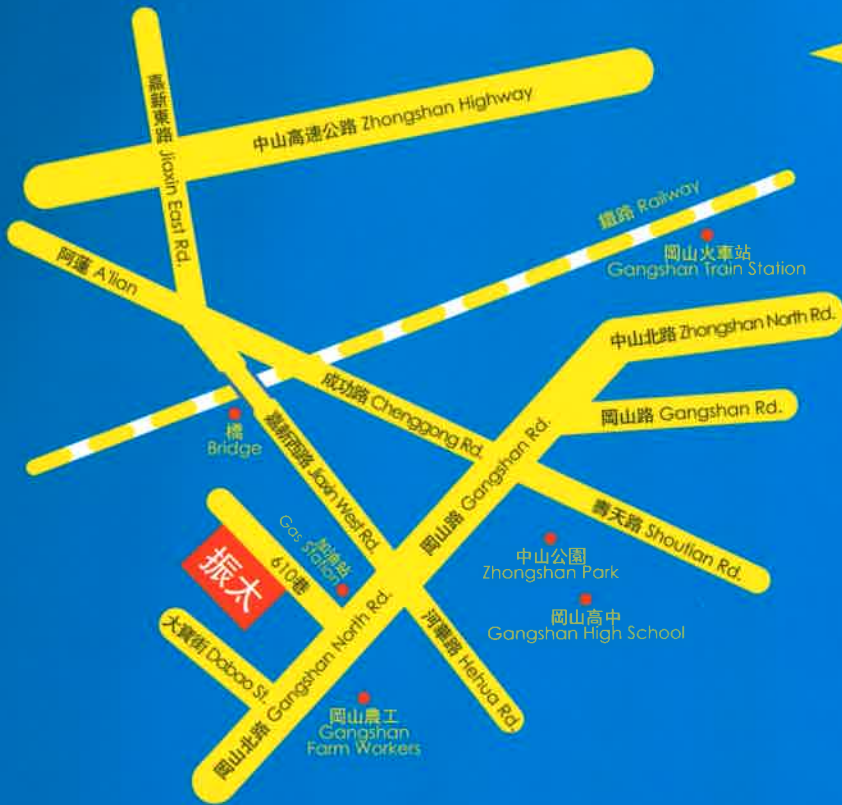 中山高速公路 Zhongshan Highway
嘉新東路 Jiaxin East Rd.
鐵路 Railway
岡山火車站
Gangshan Train Station
阿蓮 A'lian
中山北路 Zhongshan North Rd.
成功路 Chenggong Rd.
岡山路 Gangshan Rd.
橋
Bridge
嘉新西路 Jiaxin West Rd.
岡山路 Gangshan Rd.
壽天路 Shoutian Rd.
加油站
Gas Station
610巷
振太
中山公園
Zhongshan Park
岡山高中
Gangshan High School
大寶街 Dabao St.
岡山北路 Gangshan North Rd.
河華路 Hehua Rd.
岡山農工
Gangshan
Farm Workers